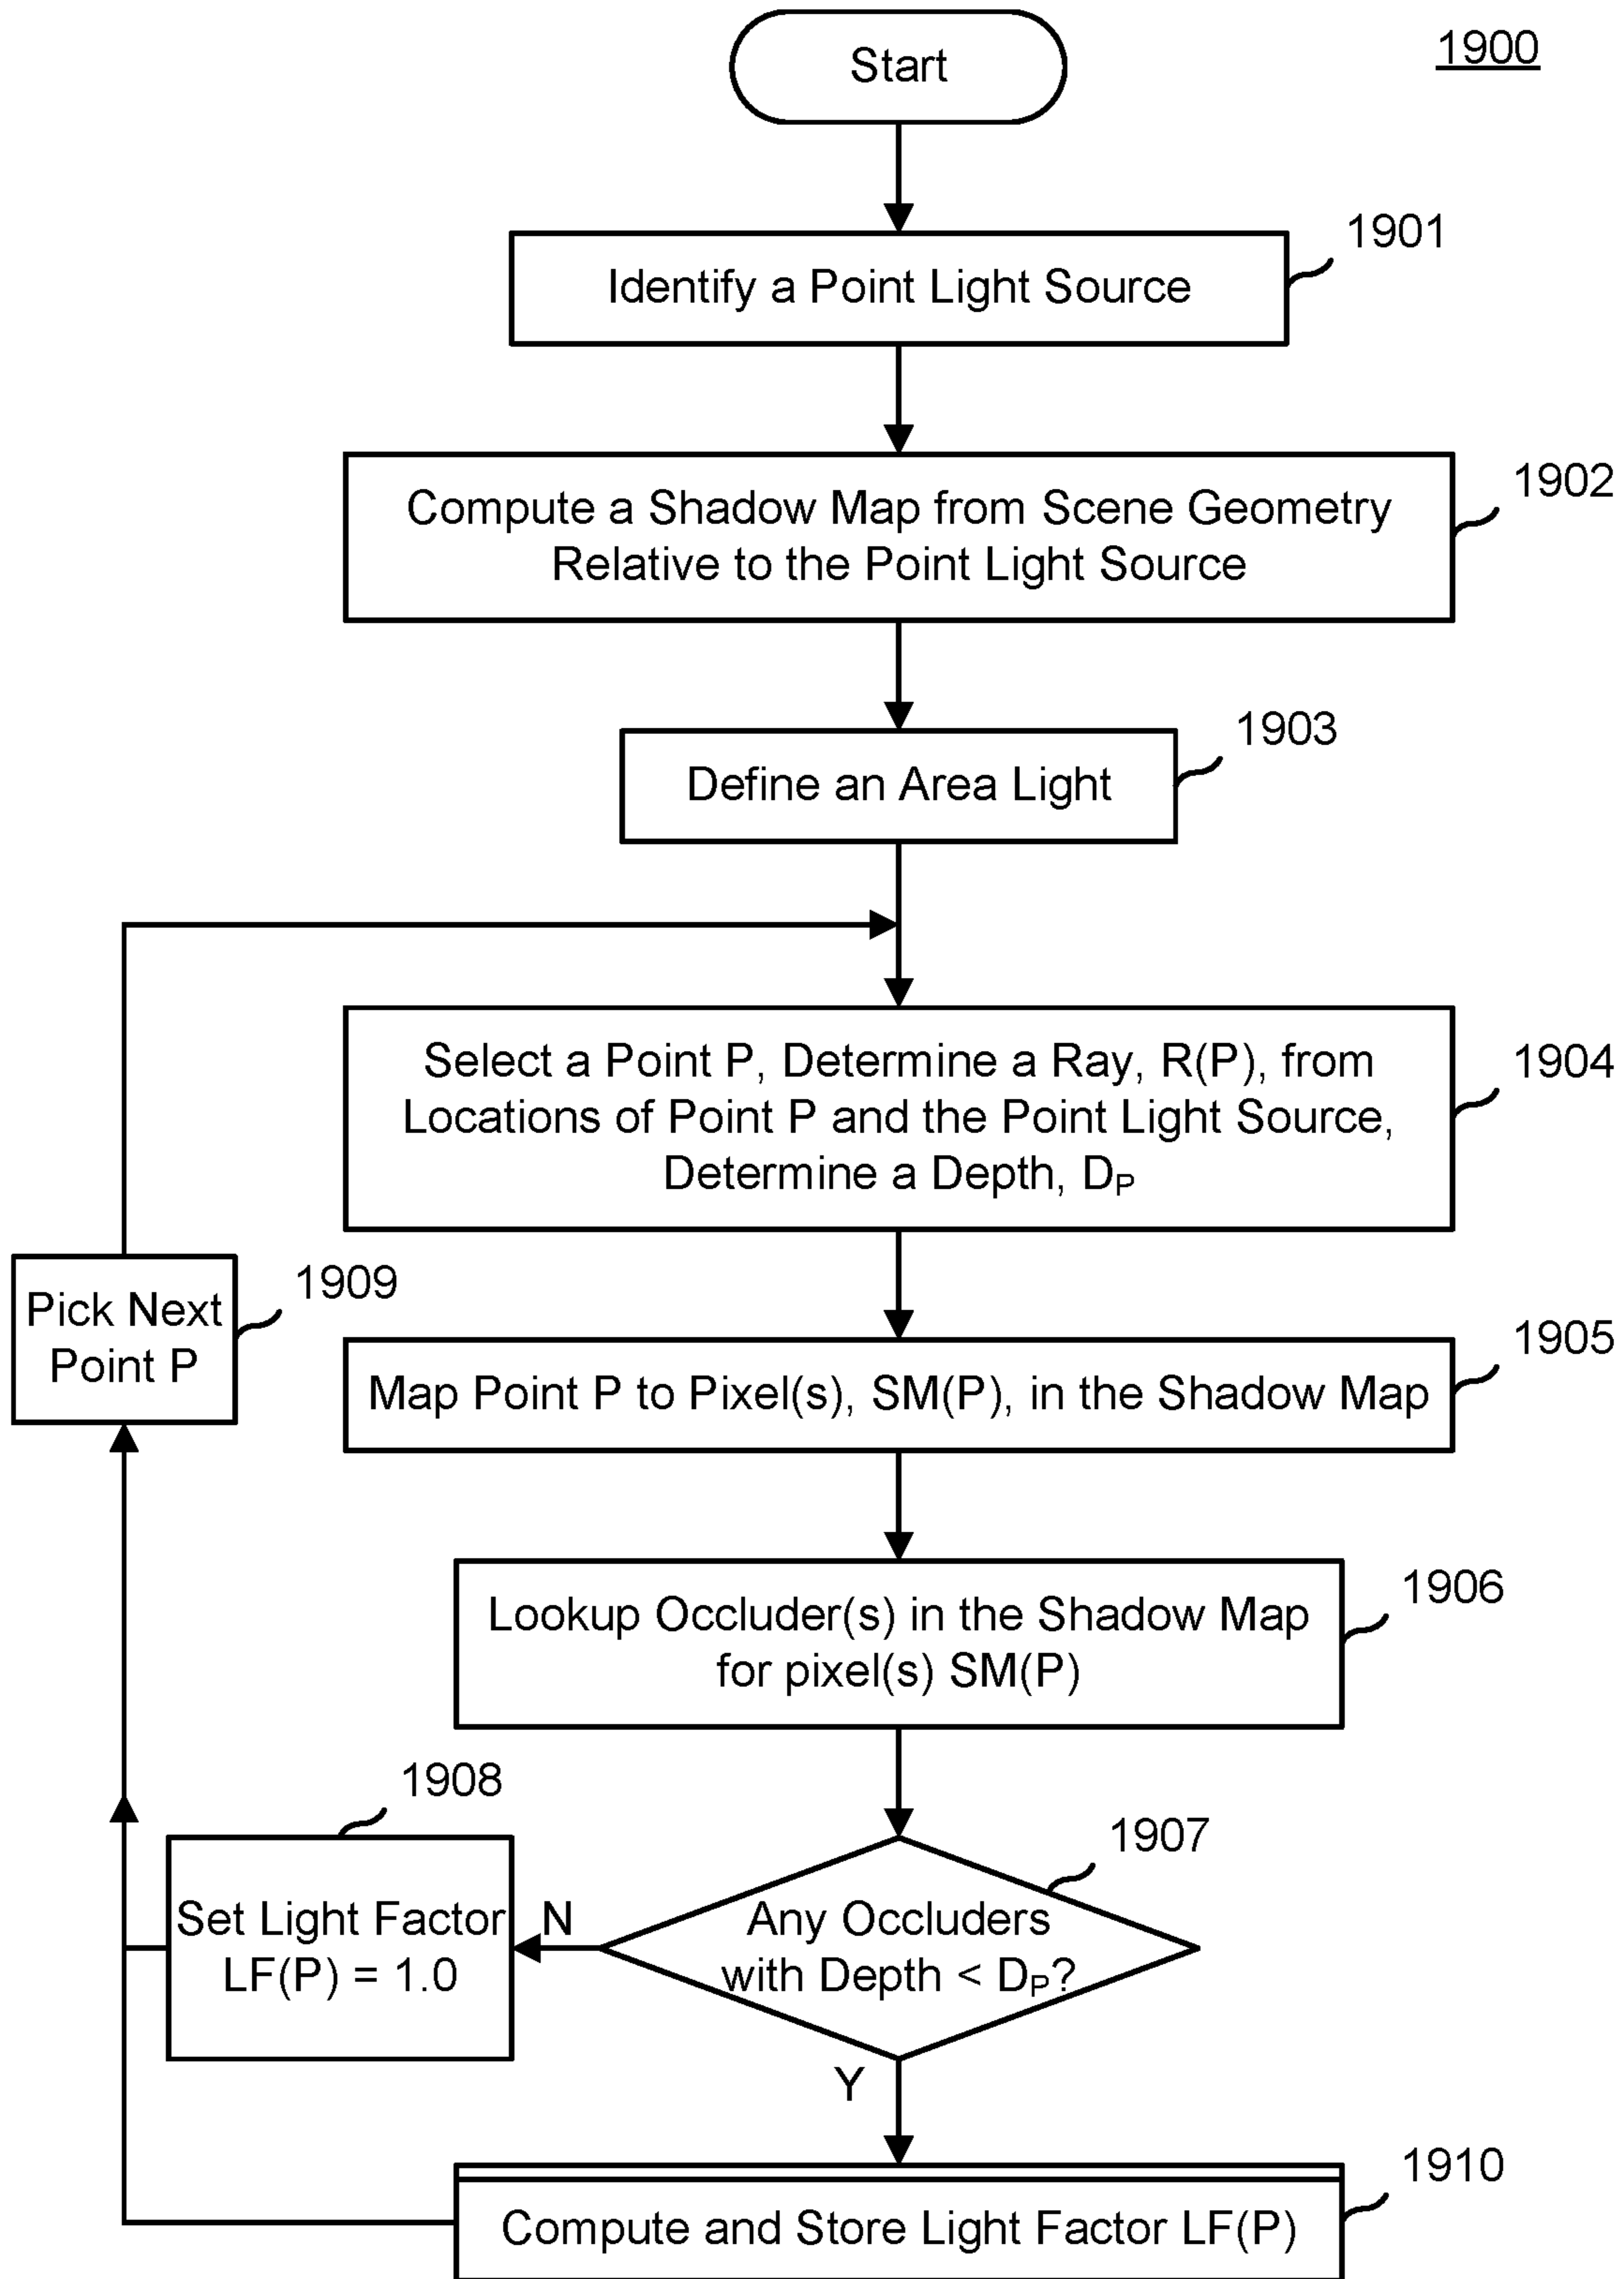 1900
Start
1901
Identify a Point Light Source
1902
Compute a Shadow Map from Scene Geometry
Relative to the Point Light Source
1903
Define an Area Light
1904
Select a Point P, Determine a Ray, R(P), from
Locations of Point P and the Point Light Source,
Determine a Depth, Dₚ
1909
Pick Next
Point P
1905
Map Point P to Pixel(s), SM(P), in the Shadow Map
1906
Lookup Occluder(s) in the Shadow Map
for pixel(s) SM(P)
1908
Set Light Factor
LF(P) = 1.0
N
1907
Any Occluders
with Depth < Dₚ?
Y
1910
Compute and Store Light Factor LF(P)